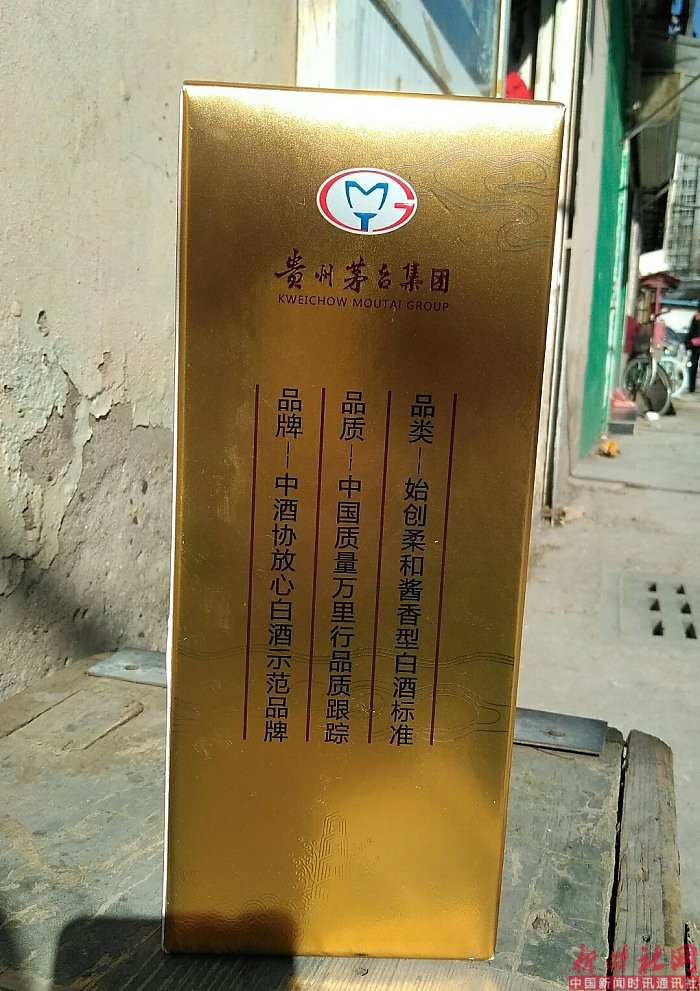 贵州茅台集团
KWEICHOW MOUTAI GROUP
品类—始创柔和酱香型白酒标准
品质—中国质量万里行品质跟踪
品牌—中酒协放心白酒示范品牌
中国新闻时讯通讯社